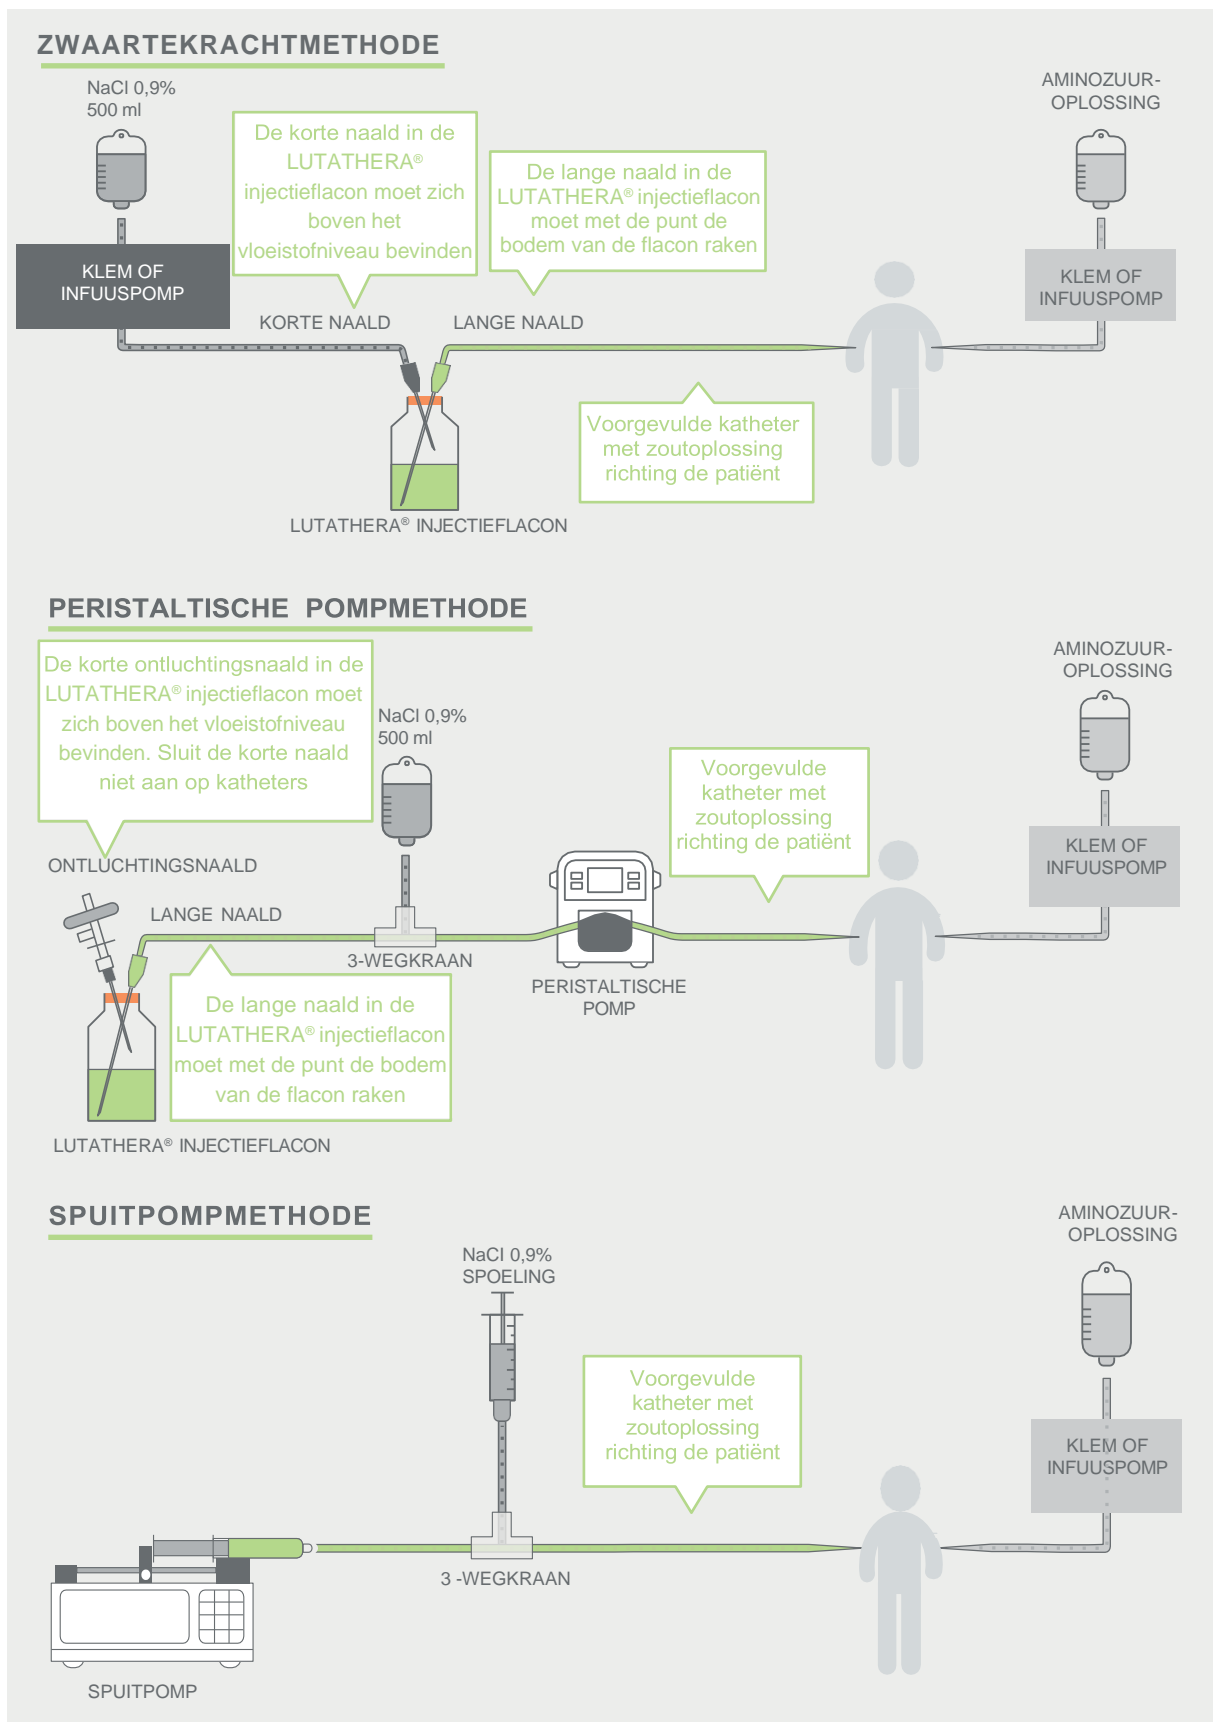 ZWAARTEKRACHTMETHODE
NaCl 0,9%
500 ml
De korte naald in de
LUTATHERA®
injectieflacon moet zich
boven het
vloeistofniveau bevinden
De lange naald in de
LUTATHERA® injectieflacon
moet met de punt de
bodem van de flacon raken
AMINOZUUR-
OPLOSSING
KLEM OF
INFUUSPOMP
KLEM OF
INFUUSPOMP
KORTE NAALD
LANGE NAALD
Voorgevulde katheter
met zoutoplossing
richting de patiënt
LUTATHERA® INJECTIEFLACON
PERISTALTISCHE POMPMETHODE
De korte ontluchtingsnaald in de
LUTATHERA® injectieflacon moet
zich boven het vloeistofniveau
bevinden. Sluit de korte naald
niet aan op katheters
NaCl 0,9%
500 ml
Voorgevulde
katheter met
zoutoplossing
richting de patiënt
AMINOZUUR-
OPLOSSING
KLEM OF
INFUUSPOMP
ONTLUCHTINGSNAALD
LANGE NAALD
3-WEGKRAAN
PERISTALTISCHE
POMP
De lange naald in de
LUTATHERA® injectieflacon
moet met de punt de bodem
van de flacon raken
LUTATHERA® INJECTIEFLACON
SPUITPOMPMETHODE
NaCl 0,9%
SPOELING
Voorgevulde
katheter met
zoutoplossing
richting de patiënt
AMINOZUUR-
OPLOSSING
KLEM OF
INFUUSPOMP
3 -WEGKRAAN
SPUITPOMP